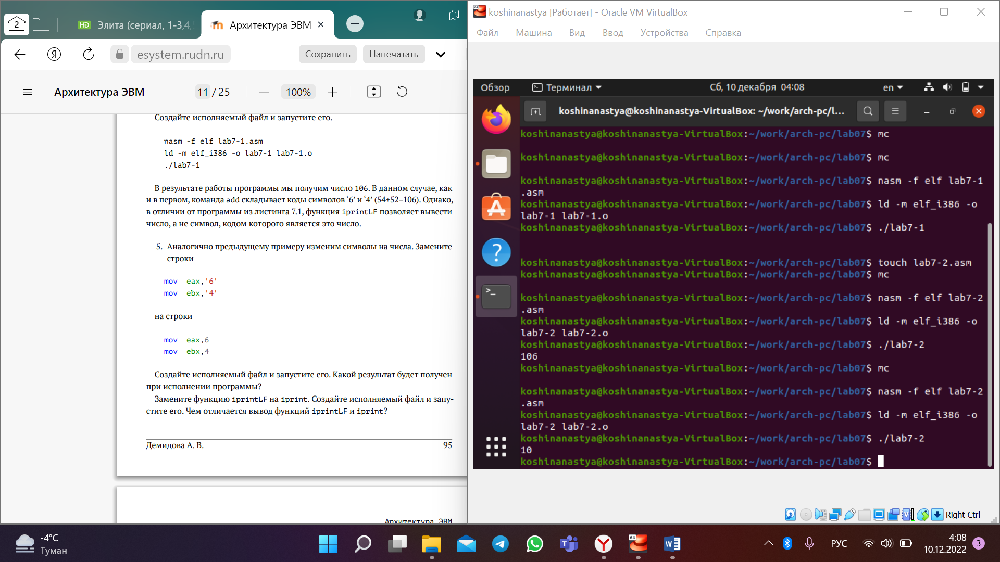 2
HD Элита (сериал, 1-3,4,
Архитектура ЭВМ
esystem.rudn.ru
Сохранить
Напечатать
Архитектура ЭВМ
11 / 25
100%
Создайте исполняемый файл и запустите его.
nasm -f elf lab7-1.asm
ld -m elf_i386 -o lab7-1 lab7-1.o
./lab7-1
В результате работы программы мы получим число 106. В данном случае, как
и в первом, команда add складывает коды символов ‘6’ и ‘4’ (54+52=106). Однако,
в отличии от программы из листинга 7.1, функция iprintLF позволяет вывести
число, а не символ, кодом которого является это число.
5. Аналогично предыдущему примеру изменим символы на числа. Замените
строки
mov eax,'6'
mov ebx,'4'
на строки
mov eax,6
mov ebx,4
Создайте исполняемый файл и запустите его. Какой результат будет получен
при исполнении программы?
Замените функцию iprintLF на iprint. Создайте исполняемый файл и запу-
стите его. Чем отличается вывод функций iprintLF и iprint?
Демидова А. В.
95
Архитектура ЭВМ
64
koshinanastya [Работает] - Oracle VM VirtualBox
Файл
Машина
Вид
Ввод
Устройства
Справка
Обзор
Терминал
Сб, 10 декабря 04:08
en
koshinanastya@koshinanastya-VirtualBox: ~/work/arch-pc/l...
koshinanastya@koshinanastya-VirtualBox:~/work/arch-pc/lab07$ mc
koshinanastya@koshinanastya-VirtualBox:~/work/arch-pc/lab07$ mc
koshinanastya@koshinanastya-VirtualBox:~/work/arch-pc/lab07$ nasm -f elf lab7-1
.asm
koshinanastya@koshinanastya-VirtualBox:~/work/arch-pc/lab07$ ld -m elf_i386 -o
lab7-1 lab7-1.o
koshinanastya@koshinanastya-VirtualBox:~/work/arch-pc/lab07$ ./lab7-1
koshinanastya@koshinanastya-VirtualBox:~/work/arch-pc/lab07$ touch lab7-2.asm
koshinanastya@koshinanastya-VirtualBox:~/work/arch-pc/lab07$ mc
koshinanastya@koshinanastya-VirtualBox:~/work/arch-pc/lab07$ nasm -f elf lab7-2
.asm
koshinanastya@koshinanastya-VirtualBox:~/work/arch-pc/lab07$ ld -m elf_i386 -o
lab7-2 lab7-2.o
koshinanastya@koshinanastya-VirtualBox:~/work/arch-pc/lab07$ ./lab7-2
106
koshinanastya@koshinanastya-VirtualBox:~/work/arch-pc/lab07$ mc
koshinanastya@koshinanastya-VirtualBox:~/work/arch-pc/lab07$ nasm -f elf lab7-2
.asm
koshinanastya@koshinanastya-VirtualBox:~/work/arch-pc/lab07$ ld -m elf_i386 -o
lab7-2 lab7-2.o
koshinanastya@koshinanastya-VirtualBox:~/work/arch-pc/lab07$ ./lab7-2
10
koshinanastya@koshinanastya-VirtualBox:~/work/arch-pc/lab07$
Right Ctrl
-4°C
Туман
64
РУС
4:08
10.12.2022
3